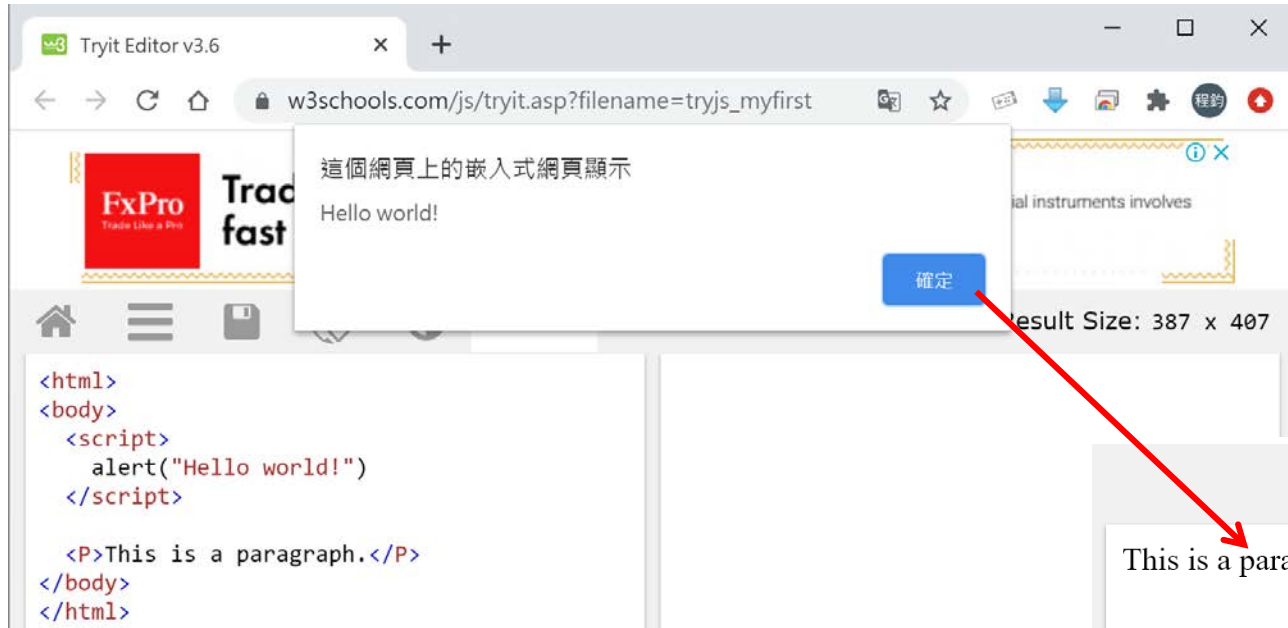 Tryit Editor v3.6
w3schools.com/js/tryit.asp?filename=tryjs_myfirst
程鈞
這個網頁上的嵌入式網頁顯示
Hello world!
確定
FxPro
Trade Like a Pro
Trad
fast
ial instruments involves
Result Size: 387 x 407
<html>
<body>
<script>
alert("Hello world!")
</script>
<P>This is a paragraph.</P>
</body>
</html>
This is a para